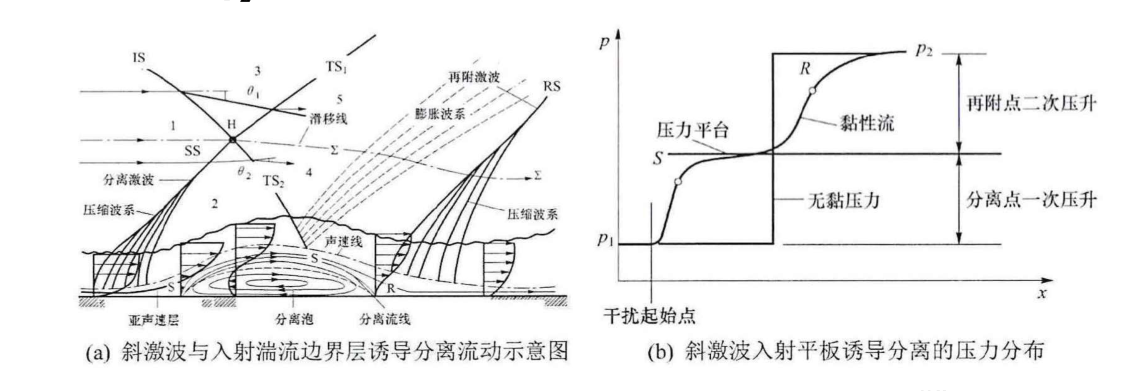 IS
3
TS₁
θ₁
5
再附激波
RS
膨胀波系
1
H
滑移线
SS
Σ
θ₂
4
Σ
分离激波
TS₂
压缩波系
2
压缩波系
声速线
S
S
R
亚声速层
分离泡
分离流线
(a) 斜激波与入射湍流边界层诱导分离流动示意图
p
p₂
R
再附点二次压升
压力平台
黏性流
S
无黏压力
分离点一次压升
p₁
x
干扰起始点
(b) 斜激波入射平板诱导分离的压力分布